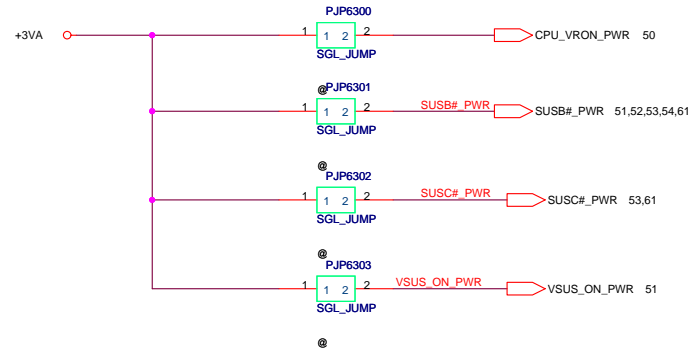 PJP6300
+3VA
1 1 2 2
CPU_VRON_PWR 50
SGL_JUMP
@
PJP6301
1 1 2 2
SUSB#_PWR
SUSB#_PWR 51,52,53,54,61
SGL_JUMP
@
PJP6302
1 1 2 2
SUSC#_PWR
SUSC#_PWR 53,61
SGL_JUMP
@
PJP6303
1 1 2 2
VSUS_ON_PWR
VSUS_ON_PWR 51
SGL_JUMP
@